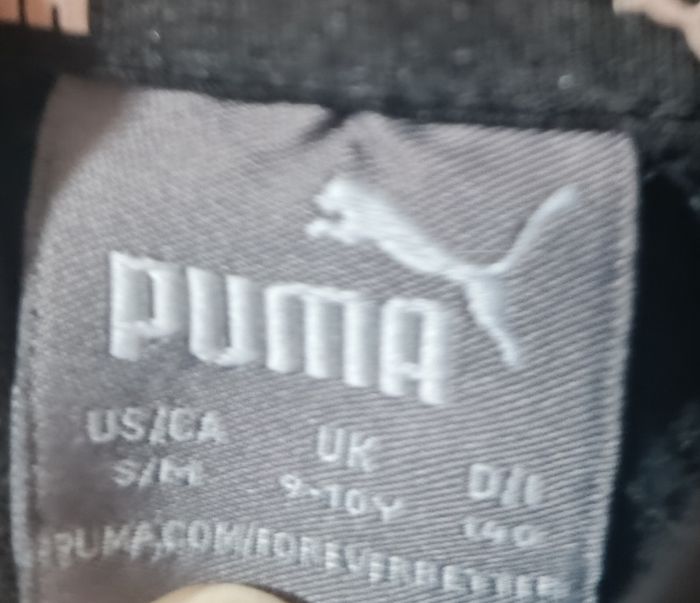 PUMA
US/CA UK D/I
S/M 9-10Y 140
PUMA.COM/FOREVERBETTER